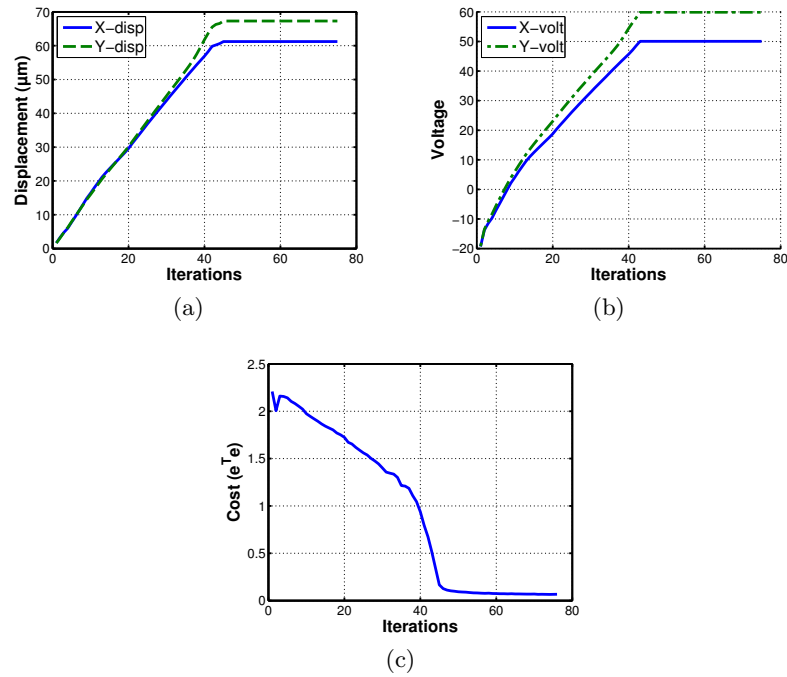 70
60
50
40
30
20
10
0
Displacement (µm)
X−disp
Y−disp
0 20 40 60 80
Iterations
(a)
60
50
40
30
20
10
0
−10
−20
Voltage
X−volt
Y−volt
0 20 40 60 80
Iterations
(b)
2.5
2
1.5
1
0.5
0
Cost (eᵀe)
0 20 40 60 80
Iterations
(c)